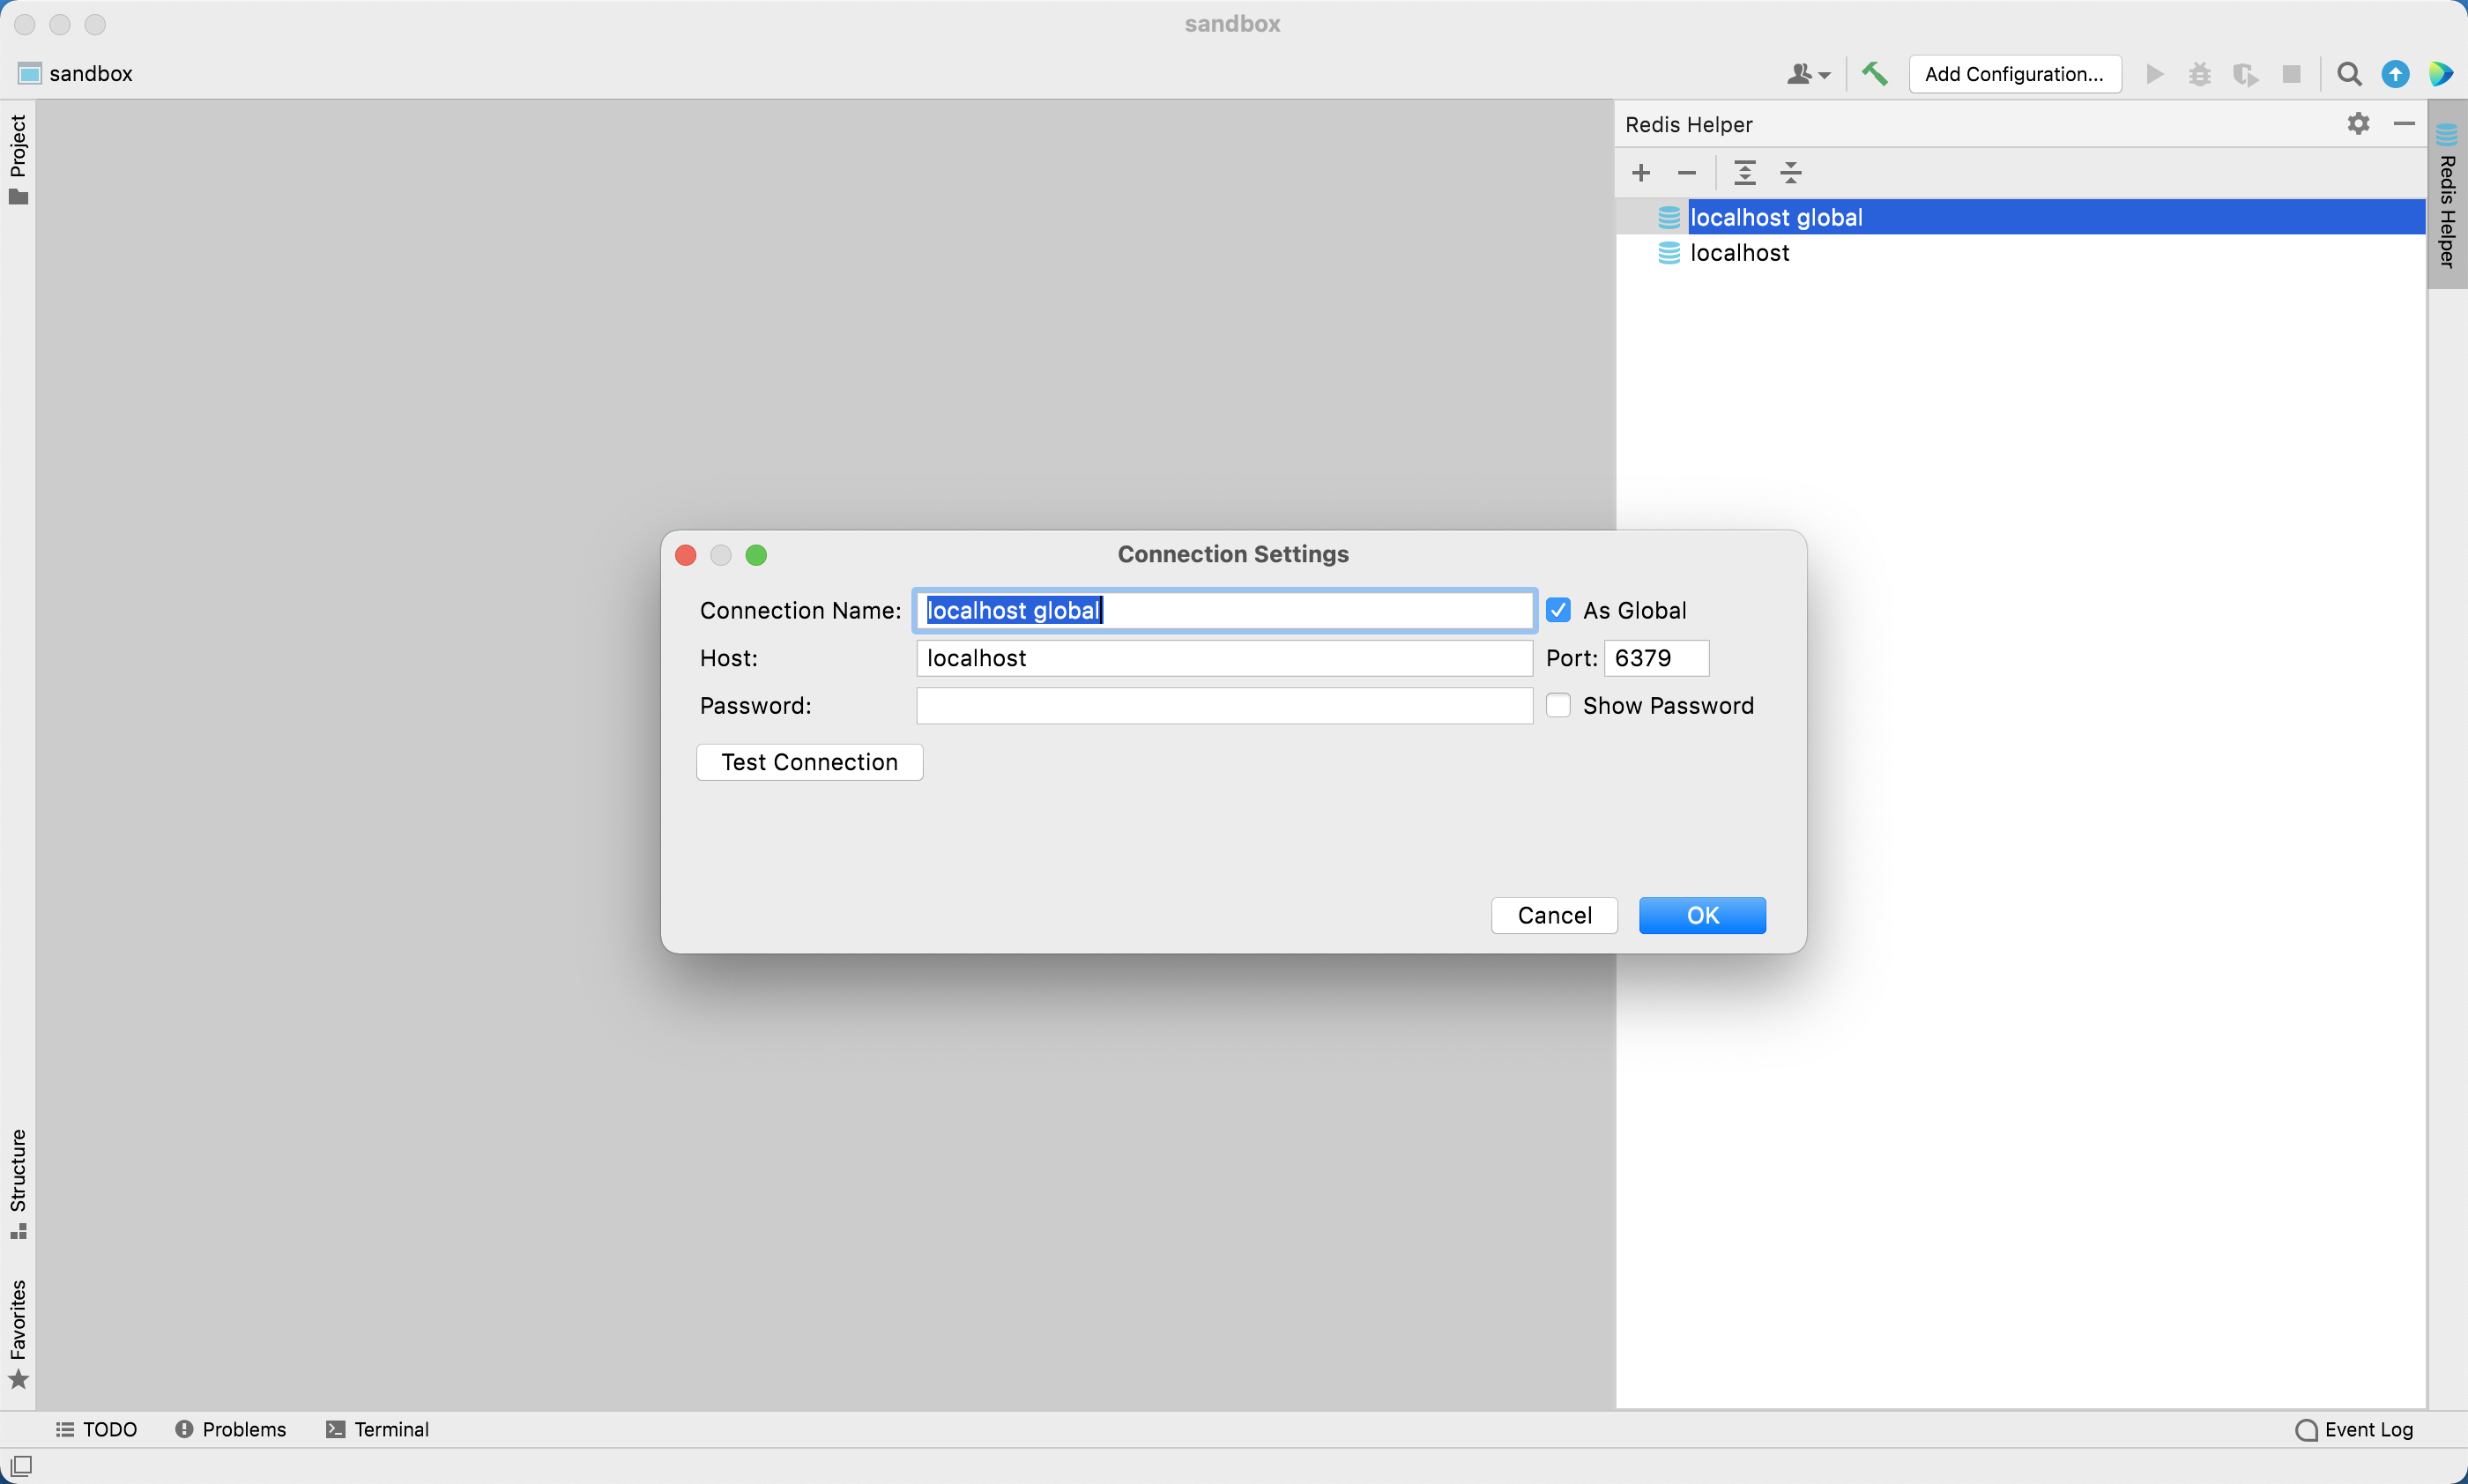 sandbox
sandbox
Add Configuration...
Project
Redis Helper
Redis Helper
localhost global
localhost
Connection Settings
Connection Name: localhost global As Global
Host: localhost Port: 6379
Password: Show Password
Test Connection
Cancel OK
Structure
Favorites
TODO Problems Terminal Event Log